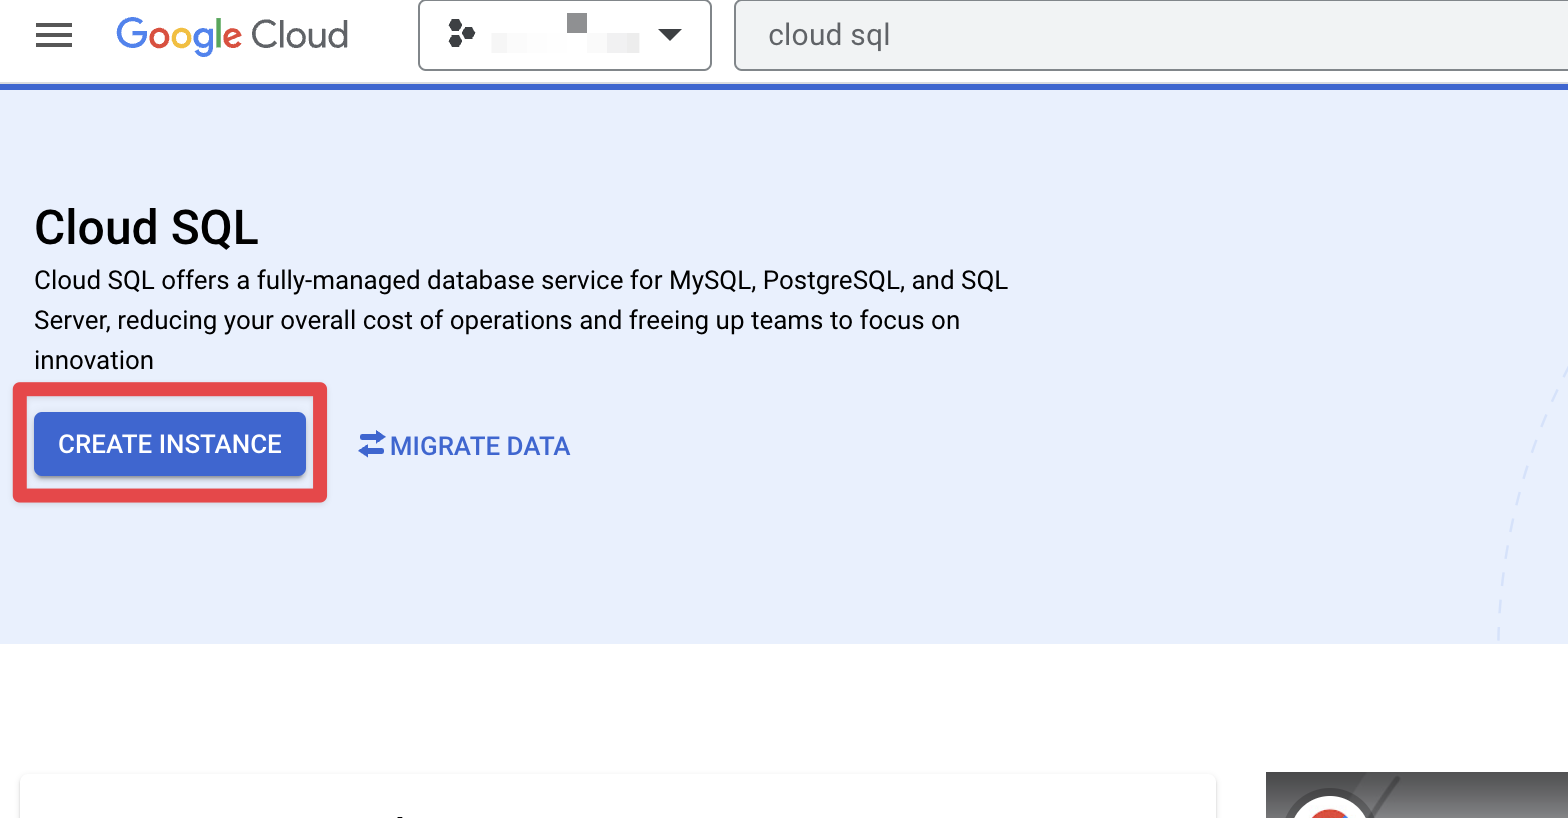 Google Cloud
cloud sql
Cloud SQL
Cloud SQL offers a fully-managed database service for MySQL, PostgreSQL, and SQL
Server, reducing your overall cost of operations and freeing up teams to focus on
innovation
CREATE INSTANCE
MIGRATE DATA